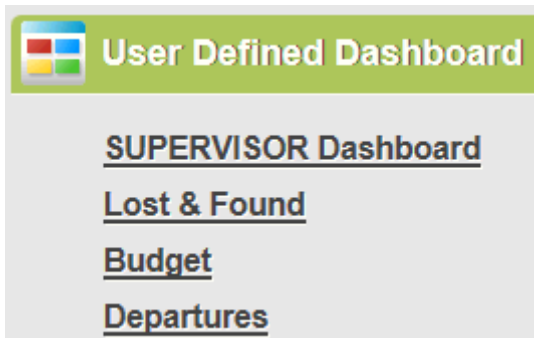 User Defined Dashboard
SUPERVISOR Dashboard
Lost & Found
Budget
Departures